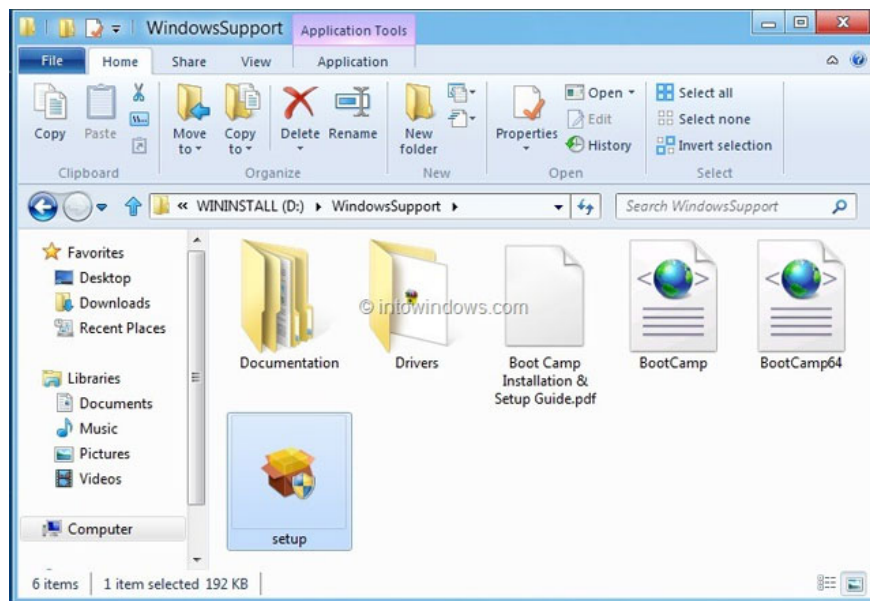 WindowsSupport
Application Tools
File Home Share View Application
Copy
Paste
Move to
Copy to
Delete
Rename
New folder
Properties
Open
Edit
History
Select all
Select none
Invert selection
Clipboard Organize New Open Select
« WININSTALL (D:) WindowsSupport
Search WindowsSupport
Favorites
Desktop
Downloads
Recent Places
Libraries
Documents
Music
Pictures
Videos
Computer
Documentation
Drivers
Boot Camp
Installation &
Setup Guide.pdf
BootCamp
BootCamp64
© intowindows.com
setup
6 items 1 item selected 192 KB